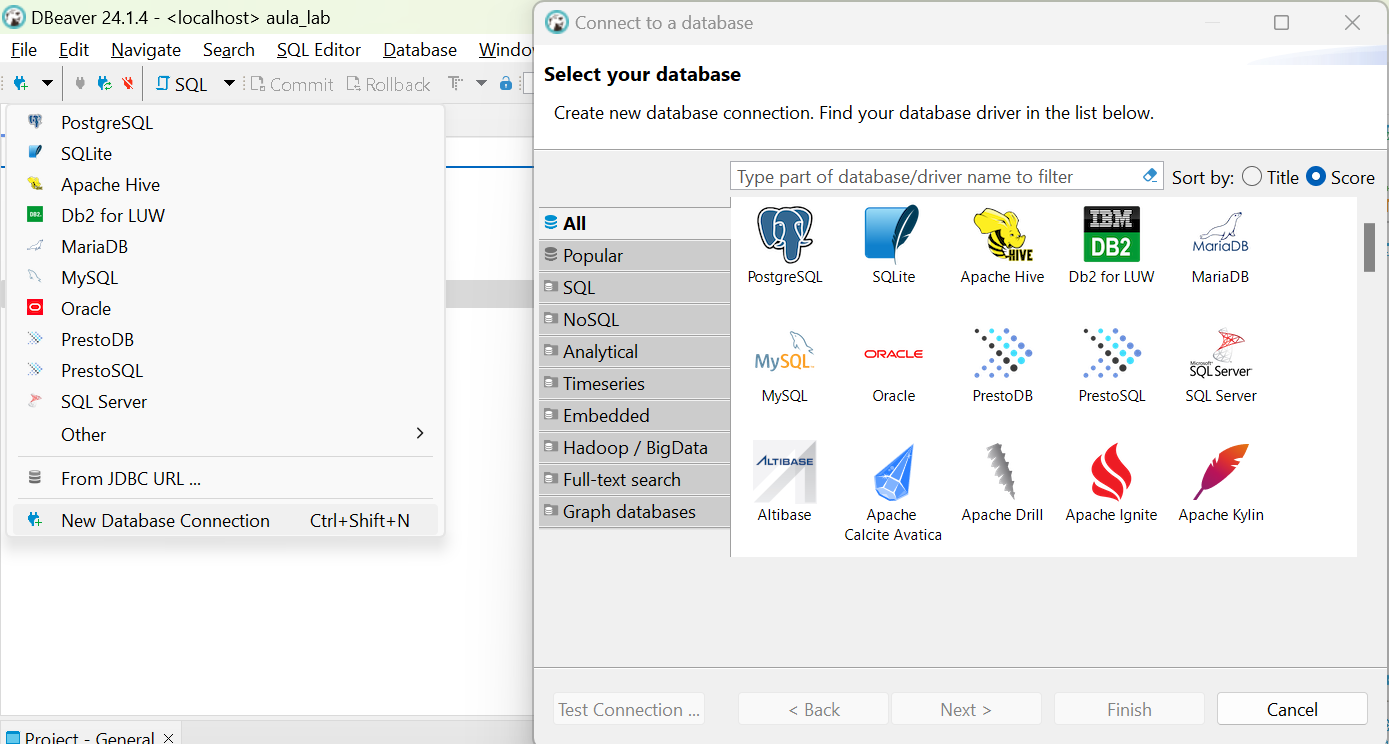 DBeaver 24.1.4 - <localhost> aula_lab
File Edit Navigate Search SQL Editor Database
SQL Commit Rollback
PostgreSQL
SQLite
Apache Hive
DB2. Db2 for LUW
MariaDB
MySQL
Oracle
PrestoDB
PrestoSQL
SQL Server
Other
From JDBC URL ...
New Database Connection Ctrl+Shift+N
Project - General
Connect to a database
Select your database
Create new database connection. Find your database driver in the list below.
Type part of database/driver name to filter Sort by: Title Score
All
Popular
SQL
NoSQL
Analytical
Timeseries
Embedded
Hadoop / BigData
Full-text search
Graph databases
HIVE IBM DB2 MariaDB
PostgreSQL SQLite Apache Hive Db2 for LUW MariaDB
MySQL ORACLE Microsoft SQL Server
MySQL Oracle PrestoDB PrestoSQL SQL Server
ALTIBASE
Altibase Apache Calcite Avatica Apache Drill Apache Ignite Apache Kylin
Test Connection ... < Back Next > Finish Cancel